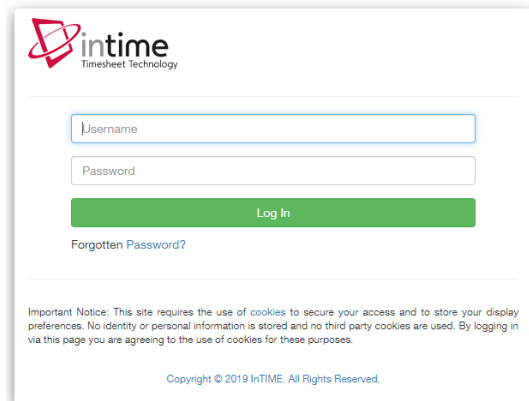 intime
Timesheet Technology
Username
Password
Log In
Forgotten Password?
Important Notice: This site requires the use of cookies to secure your access and to store your display
preferences. No identity or personal information is stored and no third party cookies are used. By logging in
via this page you are agreeing to the use of cookies for these purposes.
Copyright © 2019 InTIME. All Rights Reserved.